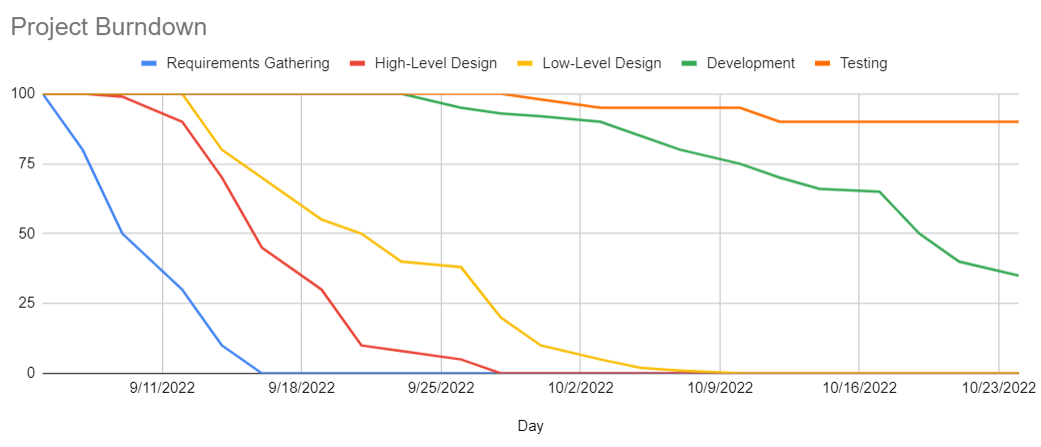 Project Burndown
Requirements Gathering High-Level Design Low-Level Design Development Testing
100
75
50
25
0
9/11/2022 9/18/2022 9/25/2022 10/2/2022 10/9/2022 10/16/2022 10/23/2022
Day